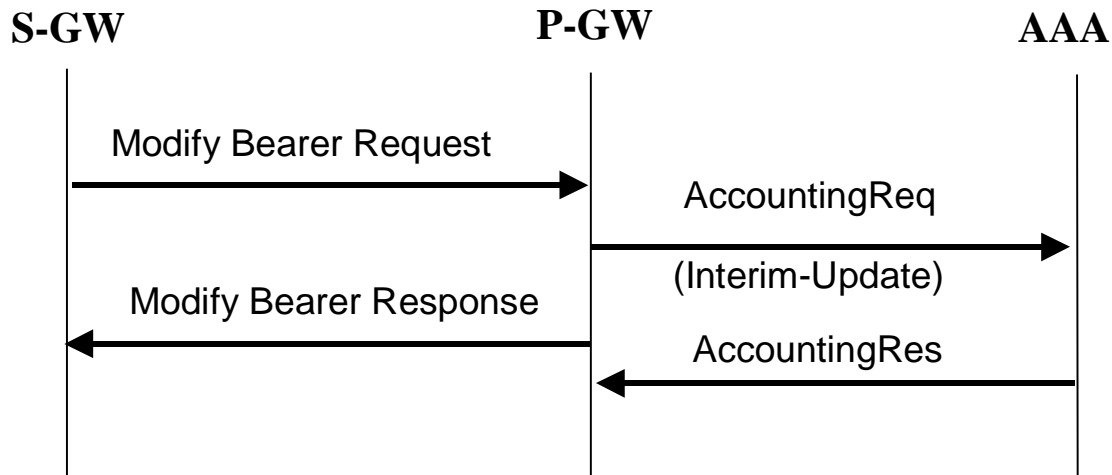 S-GW
P-GW
AAA
Modify Bearer Request
AccountingReq
(Interim-Update)
Modify Bearer Response
AccountingRes